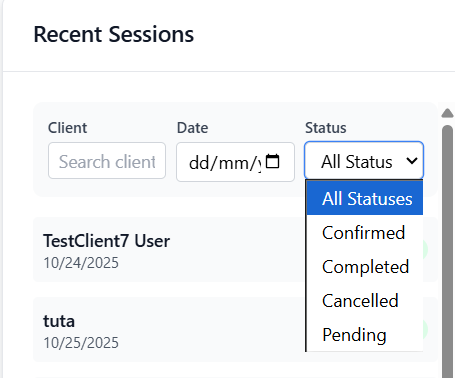 Recent Sessions
Client Date Status
Search client dd/mm/y All Status
All Statuses
Confirmed
Completed
Cancelled
Pending
TestClient7 User
10/24/2025
tuta
10/25/2025